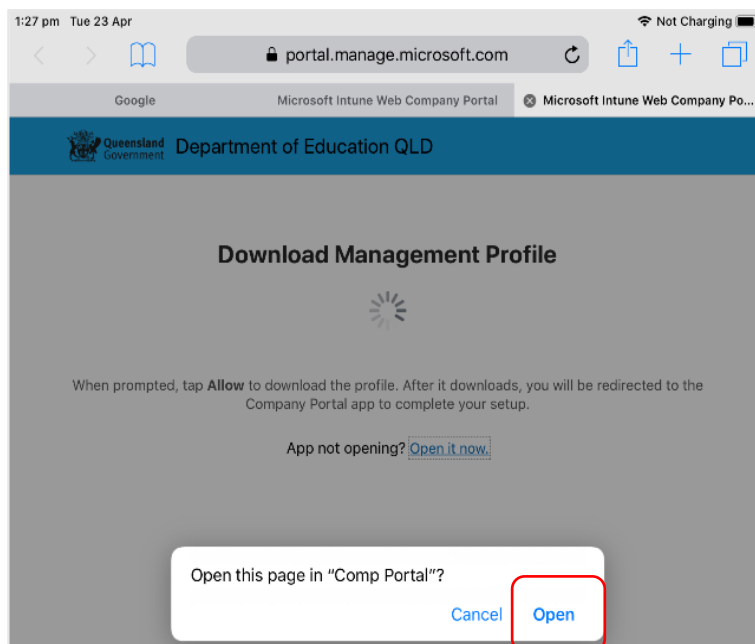 1:27 pm Tue 23 Apr Not Charging
portal.manage.microsoft.com
Google Microsoft Intune Web Company Portal Microsoft Intune Web Company Po...
Queensland Government Department of Education QLD
Download Management Profile
When prompted, tap Allow to download the profile. After it downloads, you will be redirected to the
Company Portal app to complete your setup.
App not opening? Open it now.
Open this page in “Comp Portal”?
Cancel Open